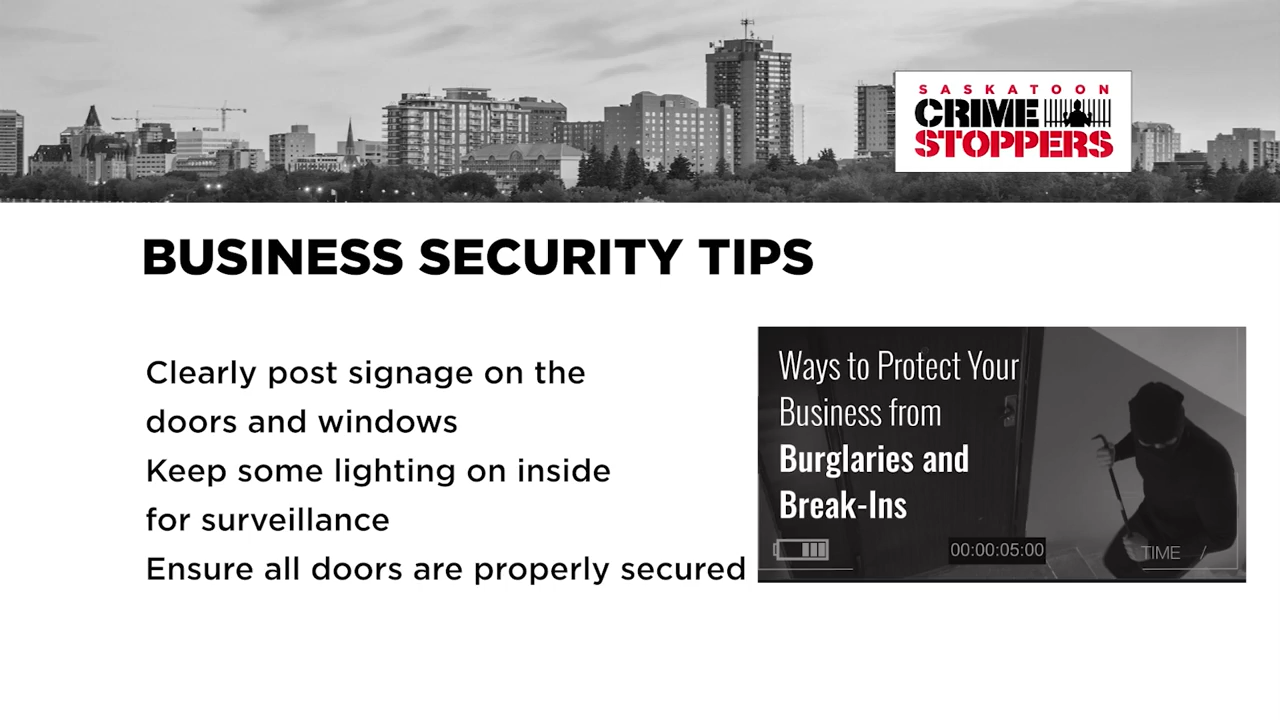 SASKATOON
CRIME
STOPPERS
BUSINESS SECURITY TIPS
Clearly post signage on the
doors and windows
Keep some lighting on inside
for surveillance
Ensure all doors are properly secured
Ways to Protect Your
Business from
Burglaries and
Break-Ins
00:00:05:00
TIME /